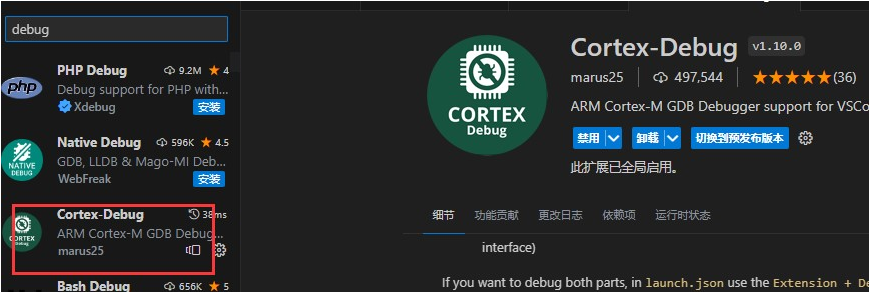 debug
PHP Debug 9.2M ★ 4
Debug support for PHP with...
Xdebug 安装
php
Native Debug 596K ★ 4.5
GDB, LLDB & Mago-MI Deb...
WebFreak 安装
NATIVE
DEBUG
Cortex-Debug 38ms
ARM Cortex-M GDB Debug...
marus25
CORTEX
Debug
Bash Debug 656K ★ 5
CORTEX
Debug
Cortex-Debug v1.10.0
marus25 497,544 ★★★★★(36)
ARM Cortex-M GDB Debugger support for VSCo
禁用 卸载 切换到预发布版本
此扩展已全局启用。
细节 功能贡献 更改日志 依赖项 运行时状态
interface)
If you want to debug both parts, in launch.json use the Extension + De